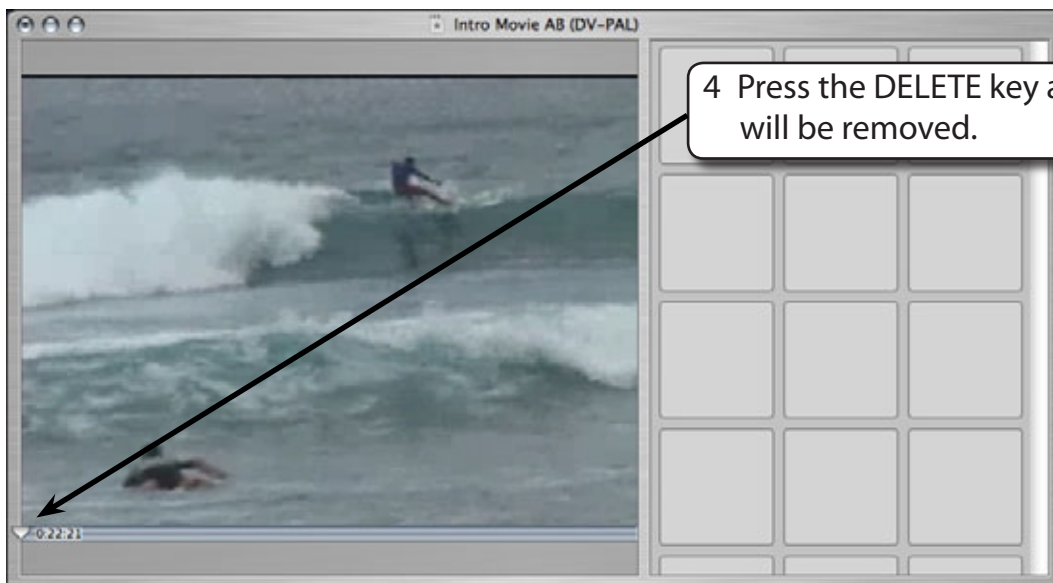 Intro Movie AB (DV-PAL)
4 Press the DELETE key a
will be removed.
0:22:21